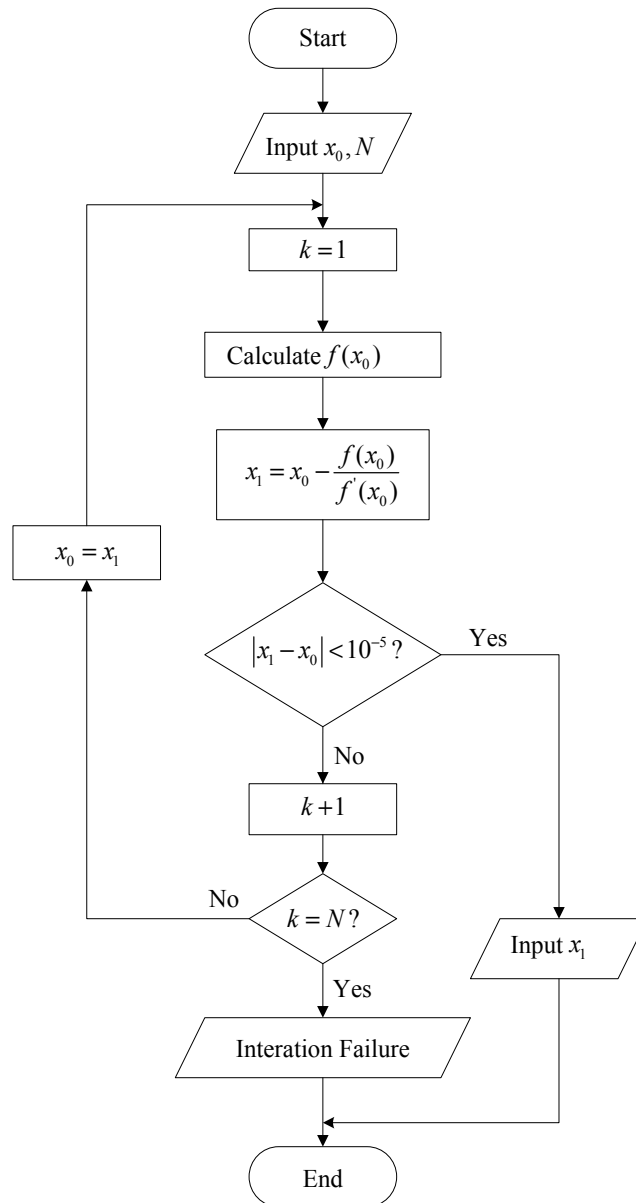 Start
Input x₀, N
k = 1
Calculate f(x₀)
x₁ = x₀ − f(x₀) / f'(x₀)
x₀ = x₁
|x₁ − x₀| < 10⁻⁵ ?
Yes
No
k + 1
No
k = N ?
Input x₁
Yes
Interation Failure
End